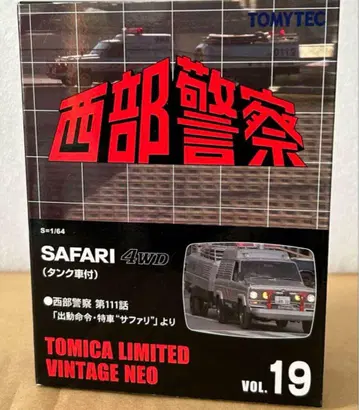 TOMYTEC
西部警察
S=1/64
SAFARI 4WD
(タンク車付)
●西部警察 第111話
「出動命令・特車“サファリ”」より
TOMICA LIMITED
VINTAGE NEO
VOL. 19